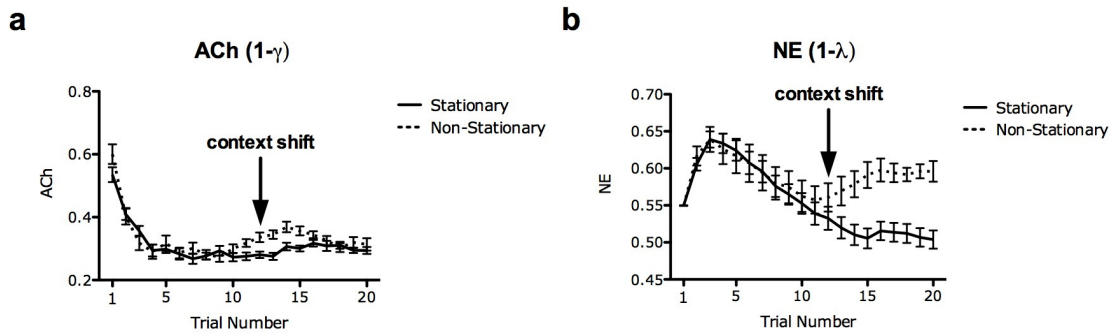 a
ACh (1-γ)
0.8
0.6
0.4
0.2
ACh
context shift
Stationary
Non-Stationary
1 5 10 15 20
Trial Number
b
NE (1-λ)
0.70
0.65
0.60
0.55
0.50
0.45
NE
context shift
Stationary
Non-Stationary
1 5 10 15 20
Trial Number